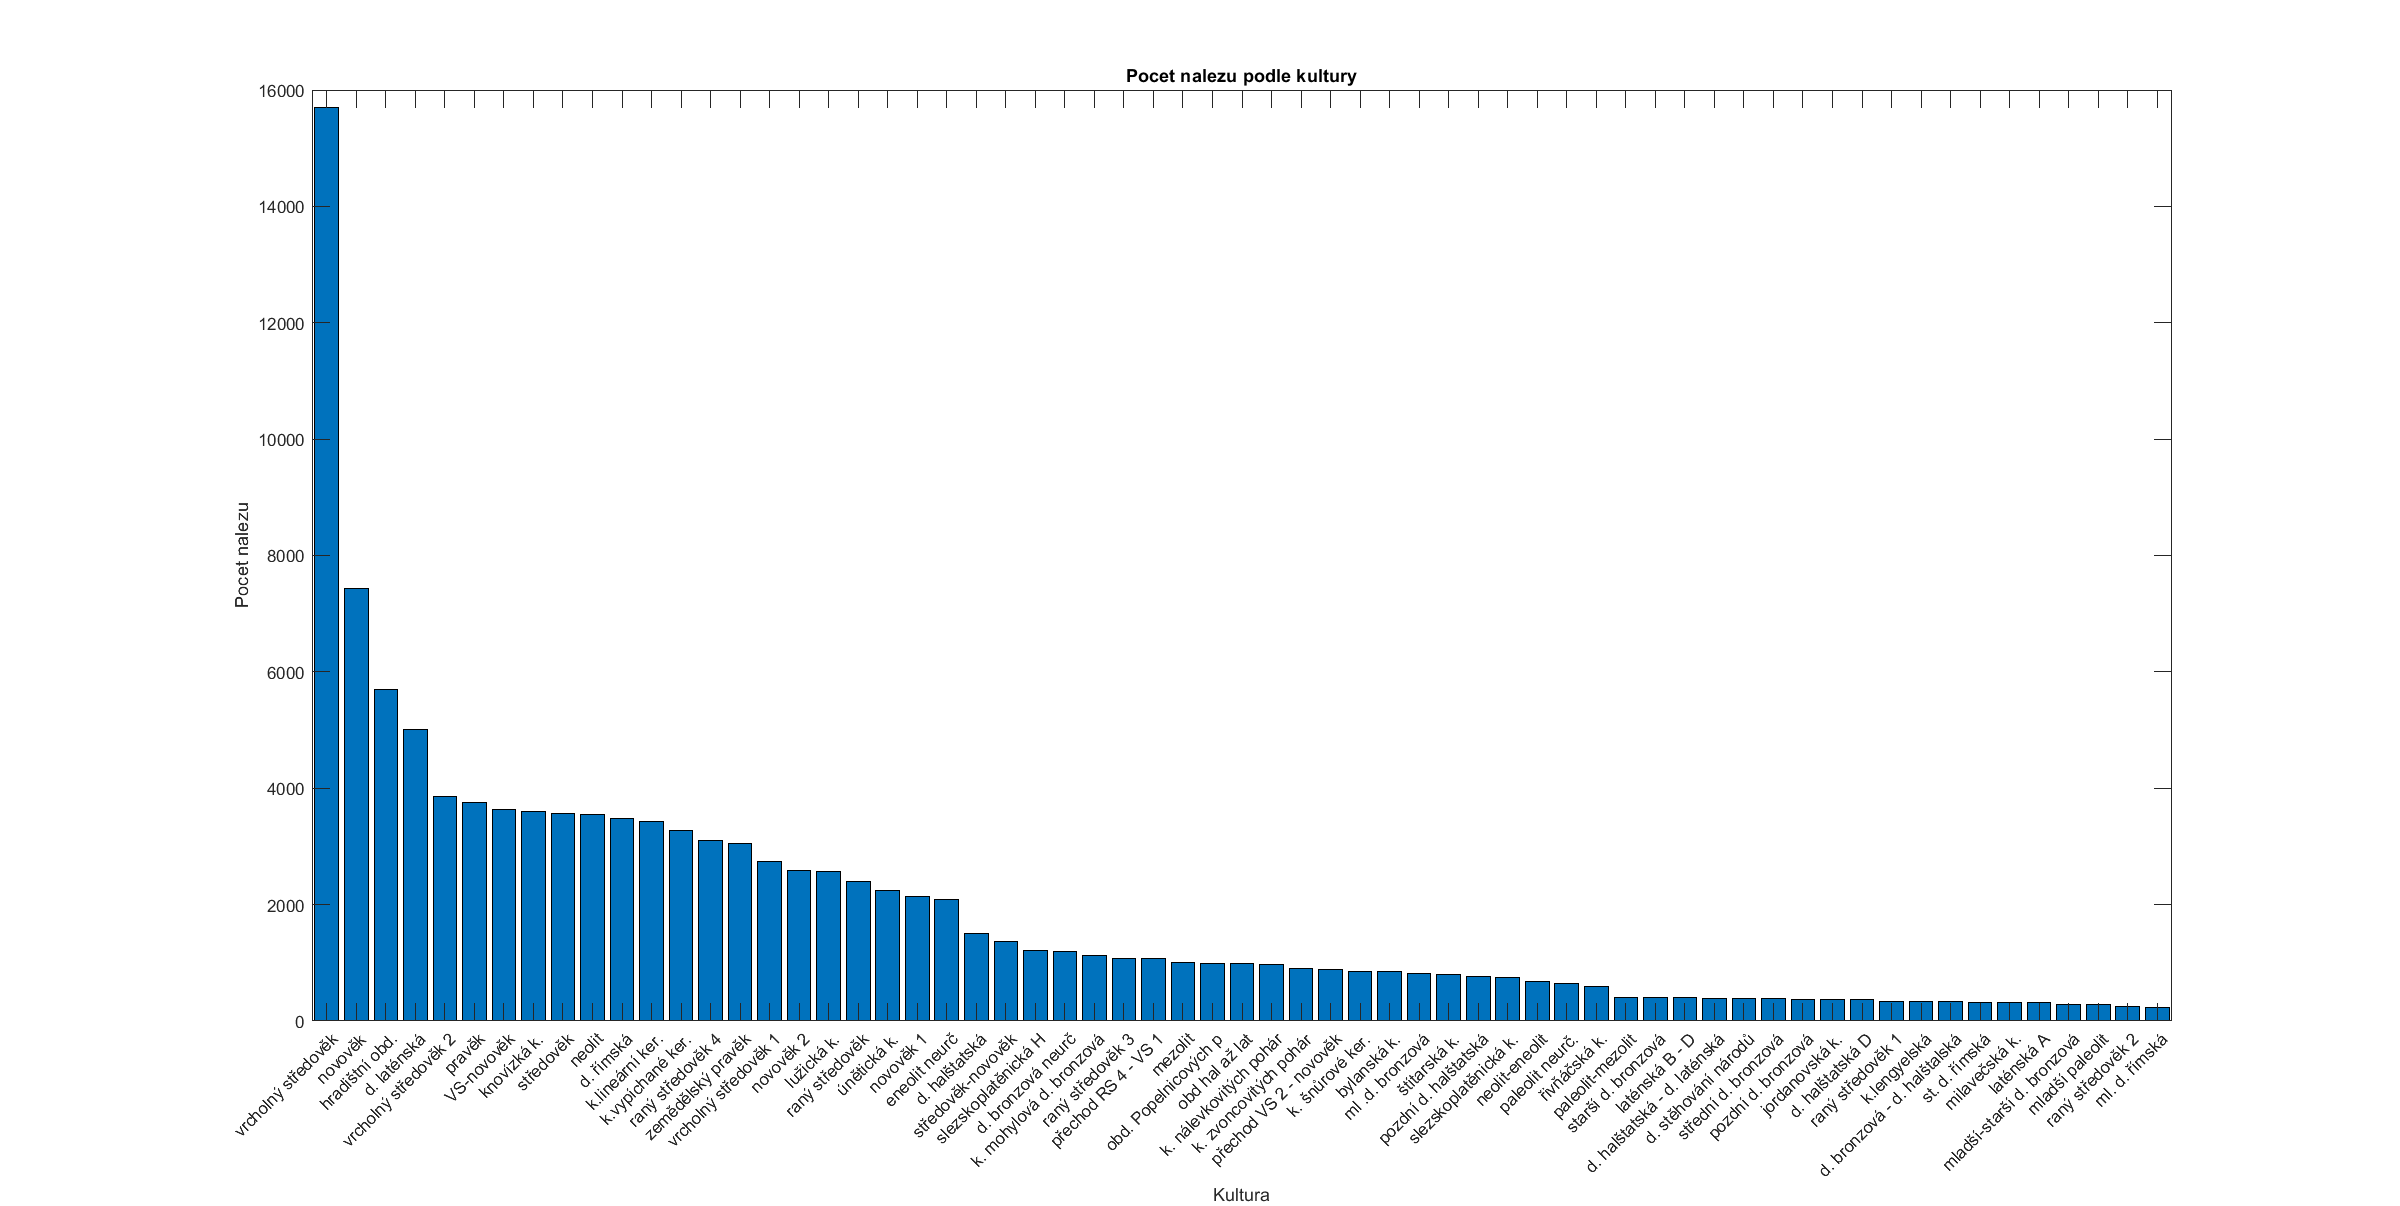 Pocet nalezu podle kultury
16000
14000
12000
10000
8000
6000
4000
2000
0
Pocet nalezu
vrcholný středověk
novověk
hradištní obd.
d. laténská
vrcholný středověk 2
pravěk
VS-novověk
knovízká k.
středověk
neolit
d. římská
k.lineární ker.
k.vypíchané ker.
raný středověk 4
zemědělský pravěk
vrcholný středověk 1
novověk 2
lužická k.
raný středověk
únětická k.
novověk 1
eneolit neurč
d. halštatská
středověk-novověk
slezskoplatěnická H
d. bronzová neurč
k. mohylová d. bronzová
raný středověk 3
přechod RS 4 - VS 1
mezolit
obd. Popelnicových p
obd hal až lat
k. nálevkovitých pohár
k. zvoncovitých pohár
přechod VS 2 - novověk
k. šnůrové ker.
bylanská k.
ml .d. bronzová
štítarská k.
pozdní d. halštatská
slezskoplatěnická k.
neolit-eneolit
paleolit neurč.
řivňáčská k.
paleolit-mezolit
starší d. bronzová
laténská B - D
d. halštatská - d. laténská
d. stěhování národů
střední d. bronzová
pozdní d. bronzová
jordanovská k.
d. halštatská D
raný středověk 1
k.lengyelská
d. bronzová - d. halštalská
st. d. římská
milavečská k.
laténská A
mladší-starší d. bronzová
mladší paleolit
raný středověk 2
ml. d. římská
Kultura